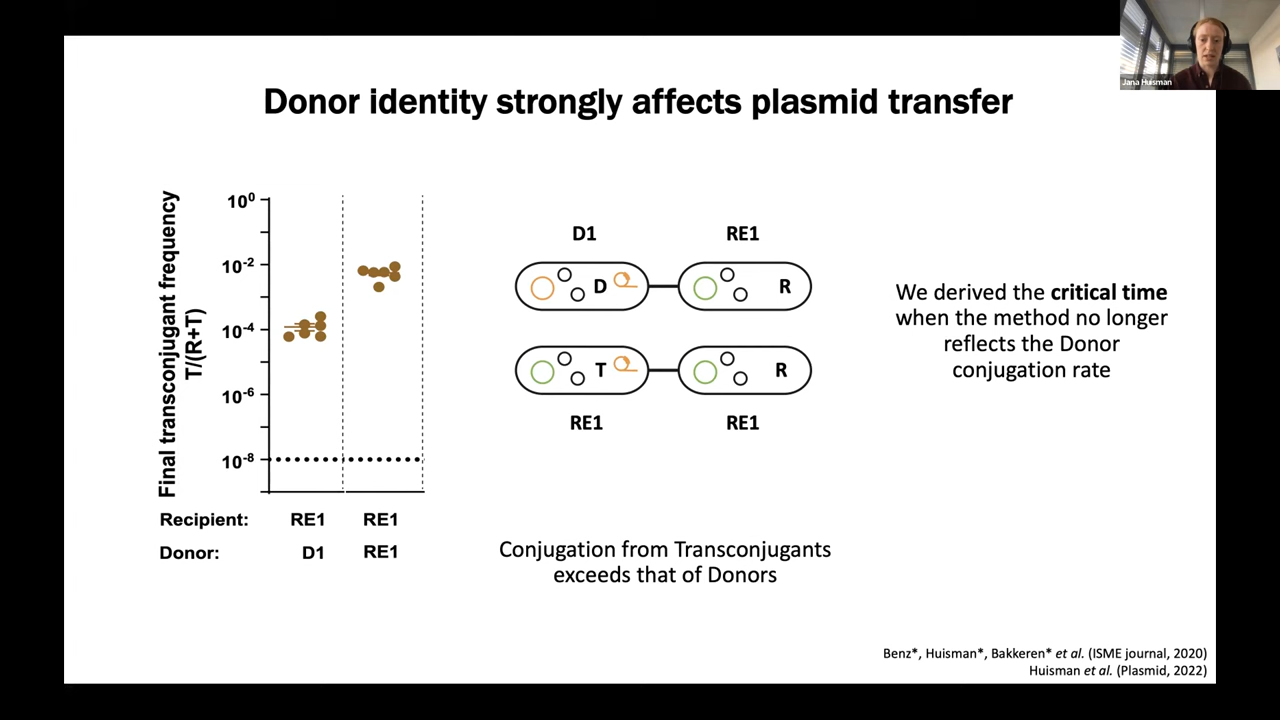 Jana Huisman
Donor identity strongly affects plasmid transfer
Final transconjugant frequency
T/(R+T)
10⁰
10⁻²
10⁻⁴
10⁻⁶
10⁻⁸
Recipient: RE1 RE1
Donor: D1 RE1
D1 RE1
D R
T R
RE1 RE1
Conjugation from Transconjugants
exceeds that of Donors
We derived the critical time
when the method no longer
reflects the Donor
conjugation rate
Benz*, Huisman*, Bakkeren* et al. (ISME journal, 2020)
Huisman et al. (Plasmid, 2022)